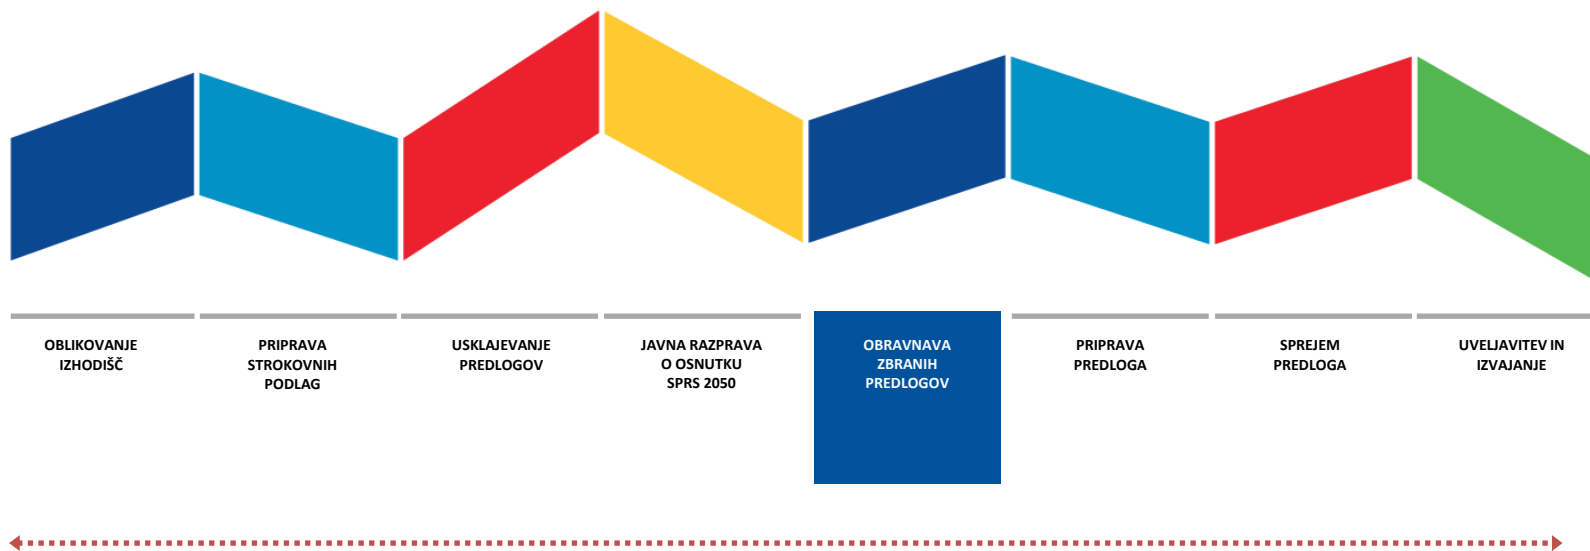 OBLIKOVANJE
IZHODIŠČ
PRIPRAVA
STROKOVNIH
PODLAG
USKLAJEVANJE
PREDLOGOV
JAVNA RAZPRAVA
O OSNUTKU
SPRS 2050
OBRAVNAVA
ZBRANIH
PREDLOGOV
PRIPRAVA
PREDLOGA
SPREJEM
PREDLOGA
UVELJAVITEV IN
IZVAJANJE